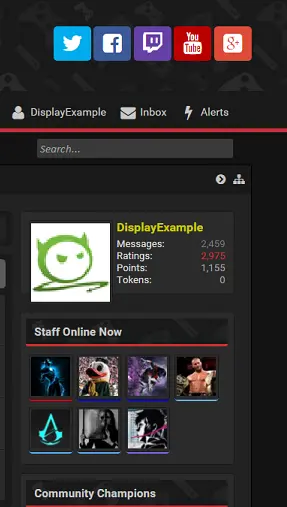 You
Tube
g+
DisplayExample Inbox Alerts
Search...
DisplayExample
Messages: 2,459
Ratings: 2,975
Points: 1,155
Tokens: 0
Staff Online Now
Community Champions